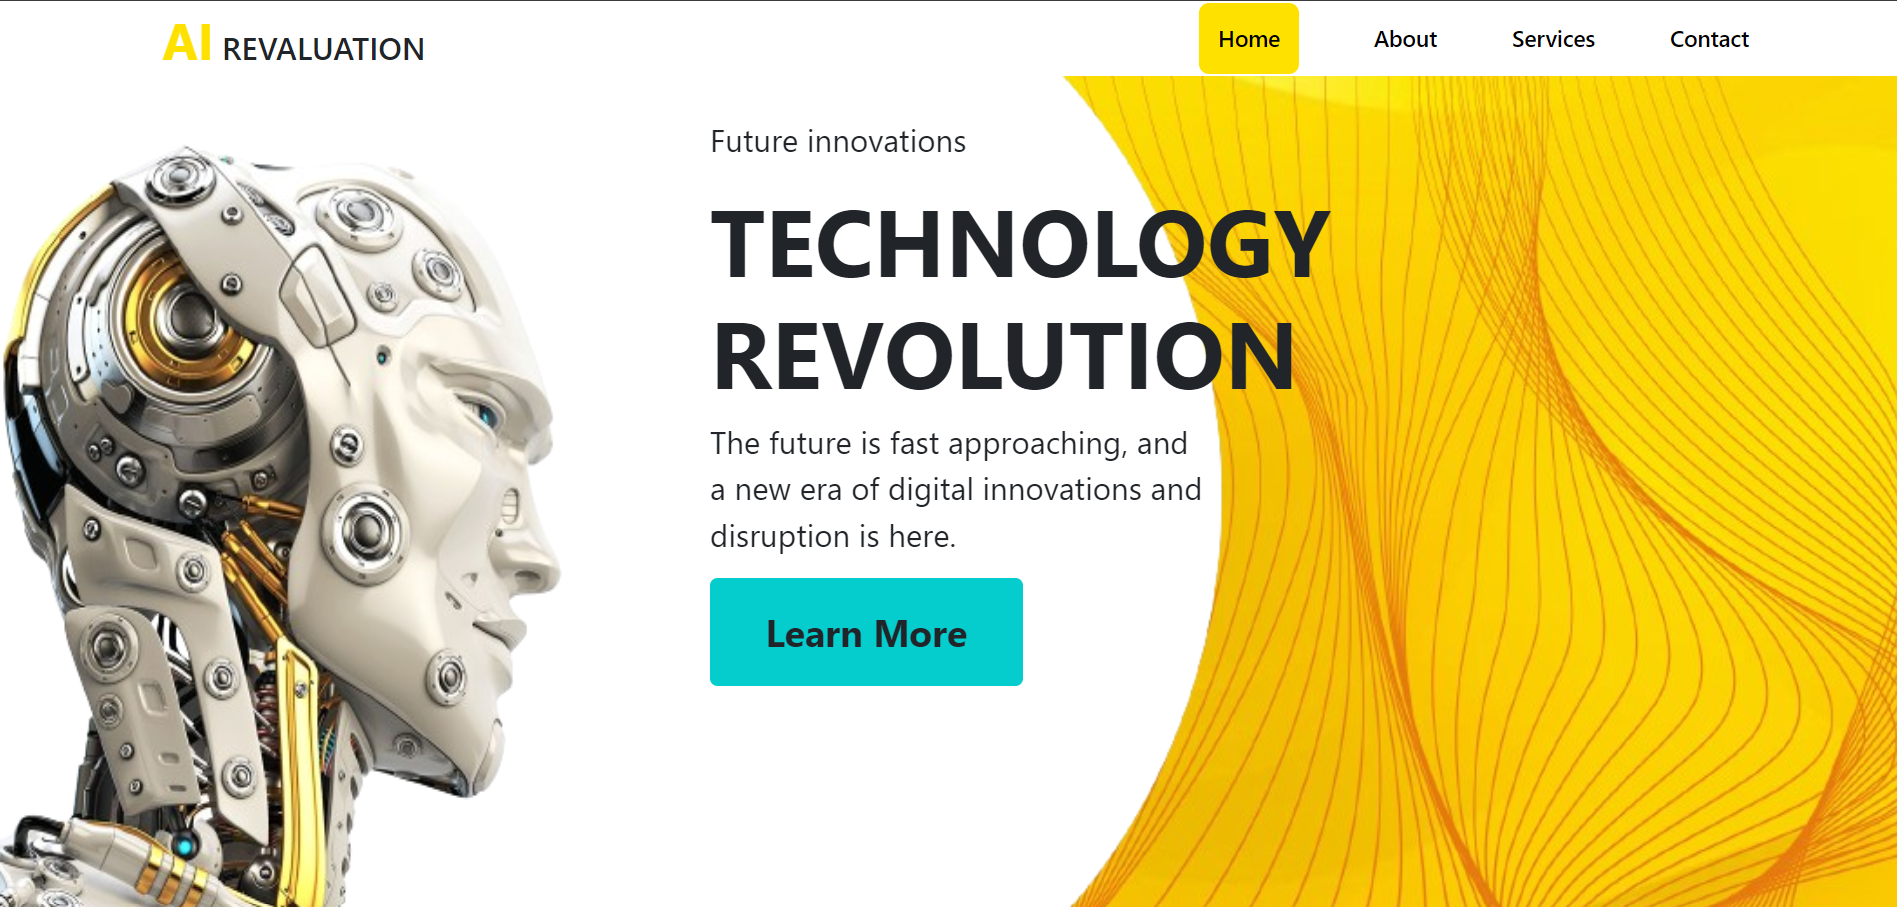 AI REVALUATION
Home
About
Services
Contact
Future innovations
TECHNOLOGY
REVOLUTION
The future is fast approaching, and
a new era of digital innovations and
disruption is here.
Learn More